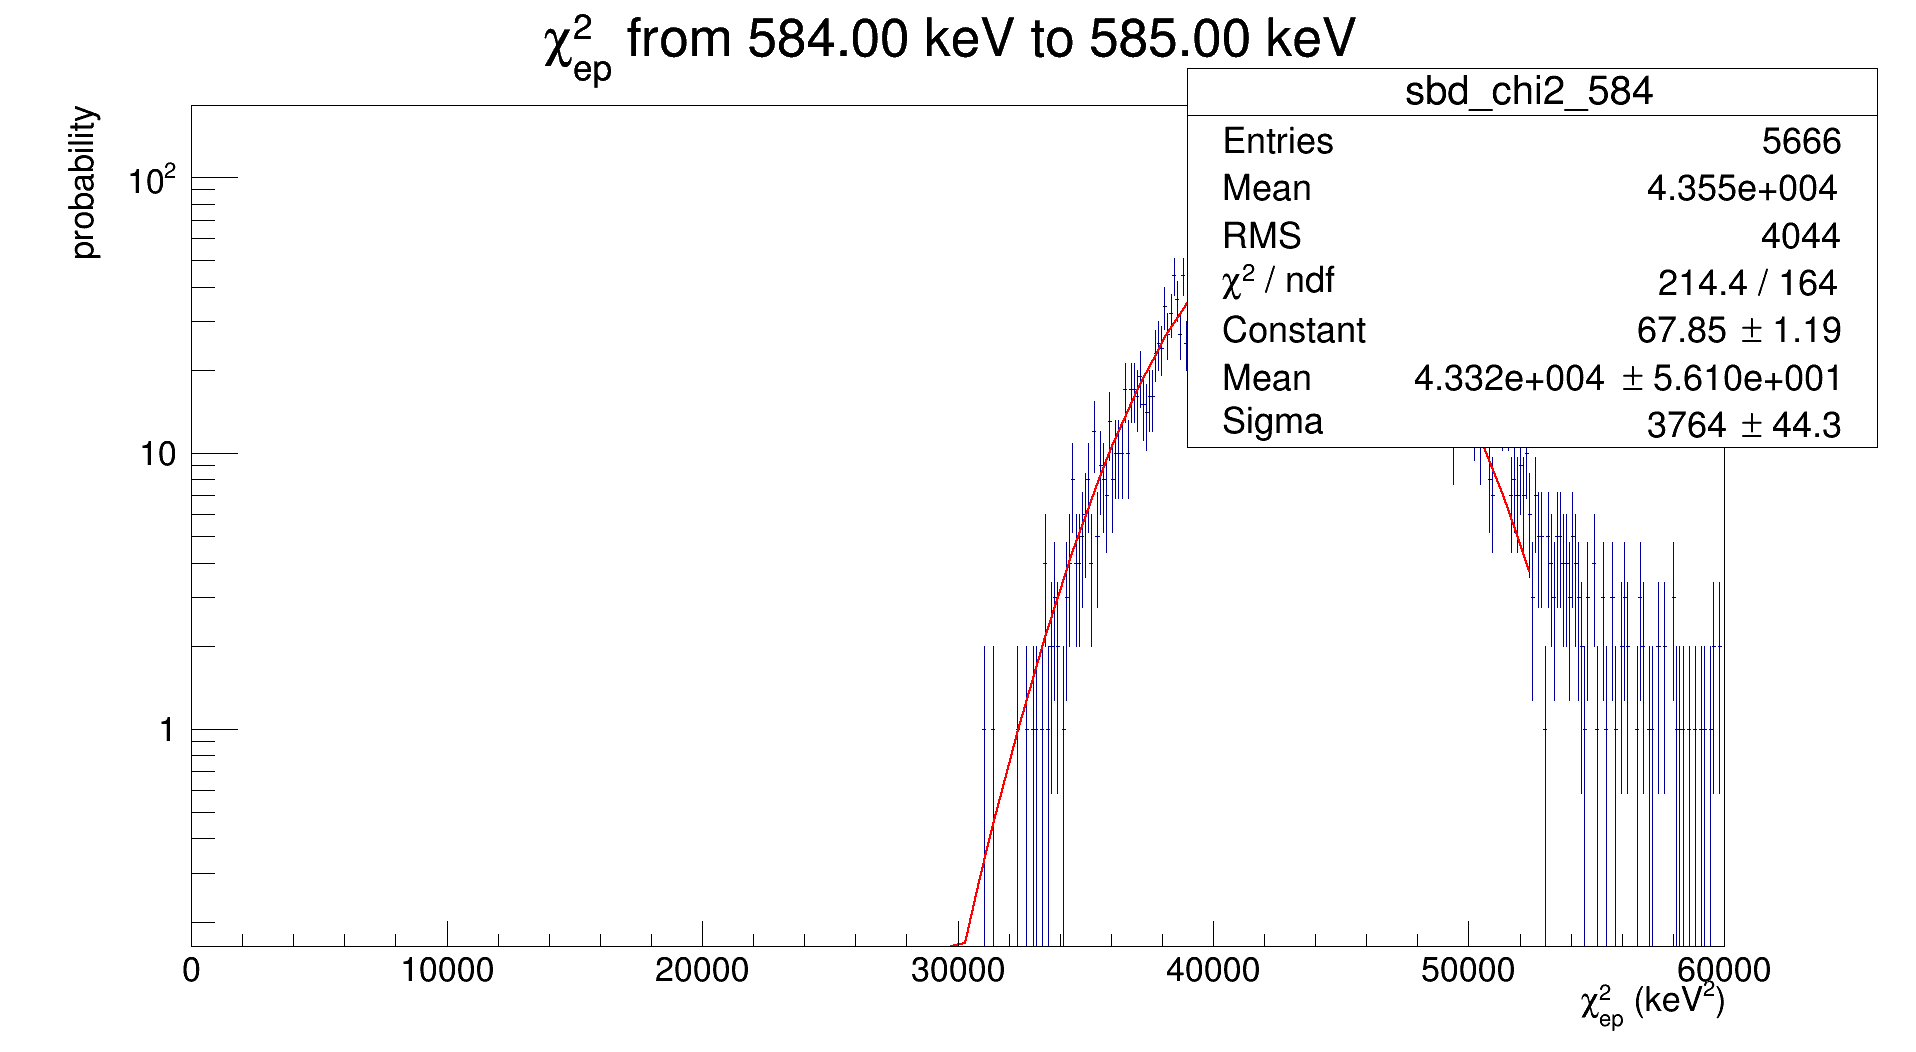 χ²ep from 584.00 keV to 585.00 keV
sbd_chi2_584
Entries 5666
Mean 4.355e+004
RMS 4044
χ² / ndf 214.4 / 164
Constant 67.85 ± 1.19
Mean 4.332e+004 ± 5.610e+001
Sigma 3764 ± 44.3
probability
10²
10
1
0 10000 20000 30000 40000 50000 60000
χ²ep (keV²)